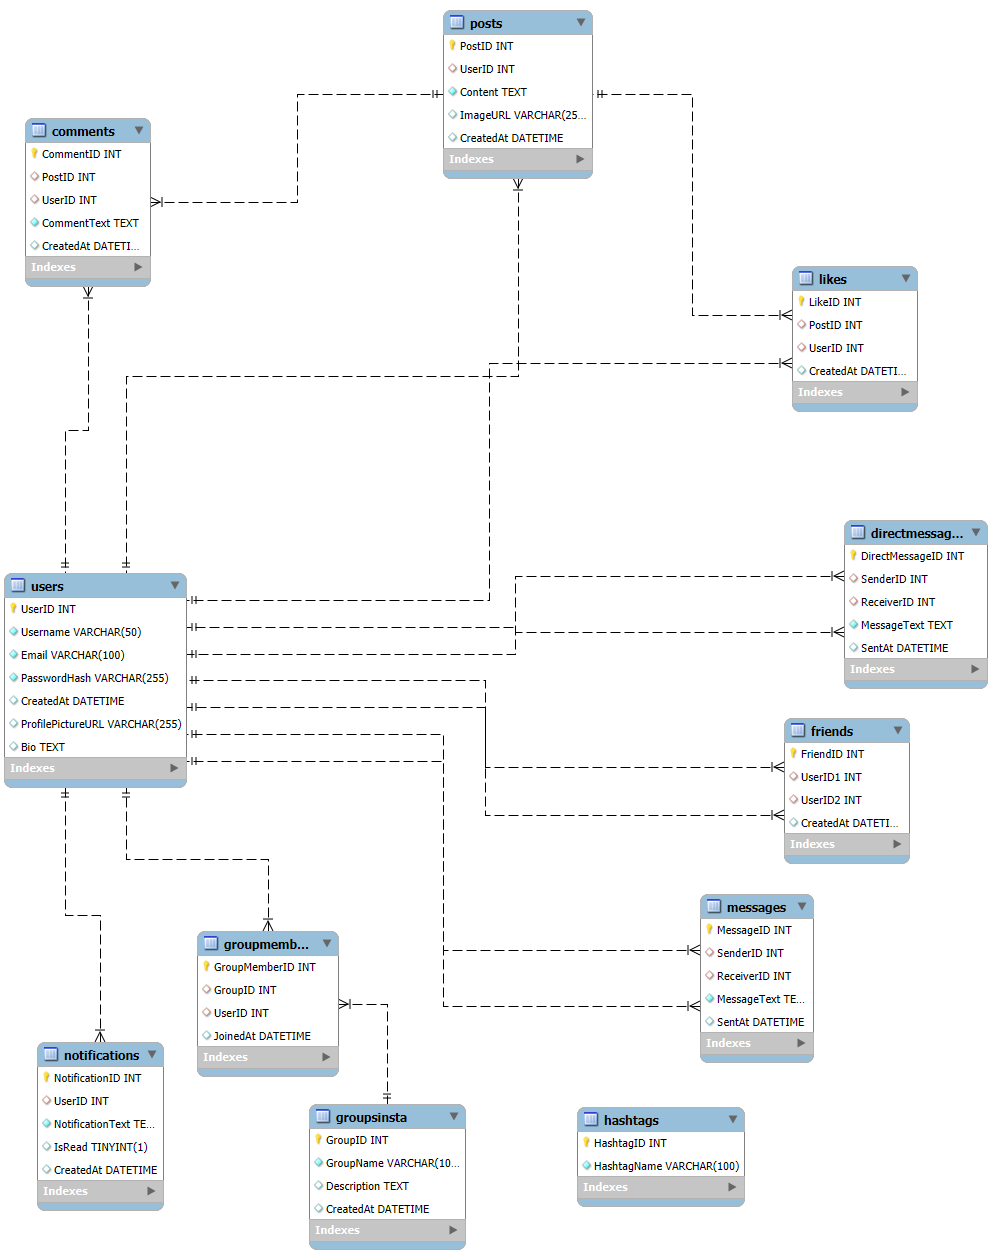 posts
PostID INT
UserID INT
Content TEXT
ImageURL VARCHAR(25...
CreatedAt DATETIME
Indexes
comments
CommentID INT
PostID INT
UserID INT
CommentText TEXT
CreatedAt DATETI...
Indexes
likes
LikeID INT
PostID INT
UserID INT
CreatedAt DATETI...
Indexes
directmessag...
DirectMessageID INT
SenderID INT
ReceiverID INT
MessageText TEXT
SentAt DATETIME
Indexes
users
UserID INT
Username VARCHAR(50)
Email VARCHAR(100)
PasswordHash VARCHAR(255)
CreatedAt DATETIME
ProfilePictureURL VARCHAR(255)
Bio TEXT
Indexes
friends
FriendID INT
UserID1 INT
UserID2 INT
CreatedAt DATETI...
Indexes
messages
MessageID INT
SenderID INT
ReceiverID INT
MessageText TE...
SentAt DATETIME
Indexes
groupmemb...
GroupMemberID INT
GroupID INT
UserID INT
JoinedAt DATETIME
Indexes
notifications
NotificationID INT
UserID INT
NotificationText TE...
IsRead TINYINT(1)
CreatedAt DATETIME
Indexes
groupsinsta
GroupID INT
GroupName VARCHAR(10...
Description TEXT
CreatedAt DATETIME
Indexes
hashtags
HashtagID INT
HashtagName VARCHAR(100)
Indexes